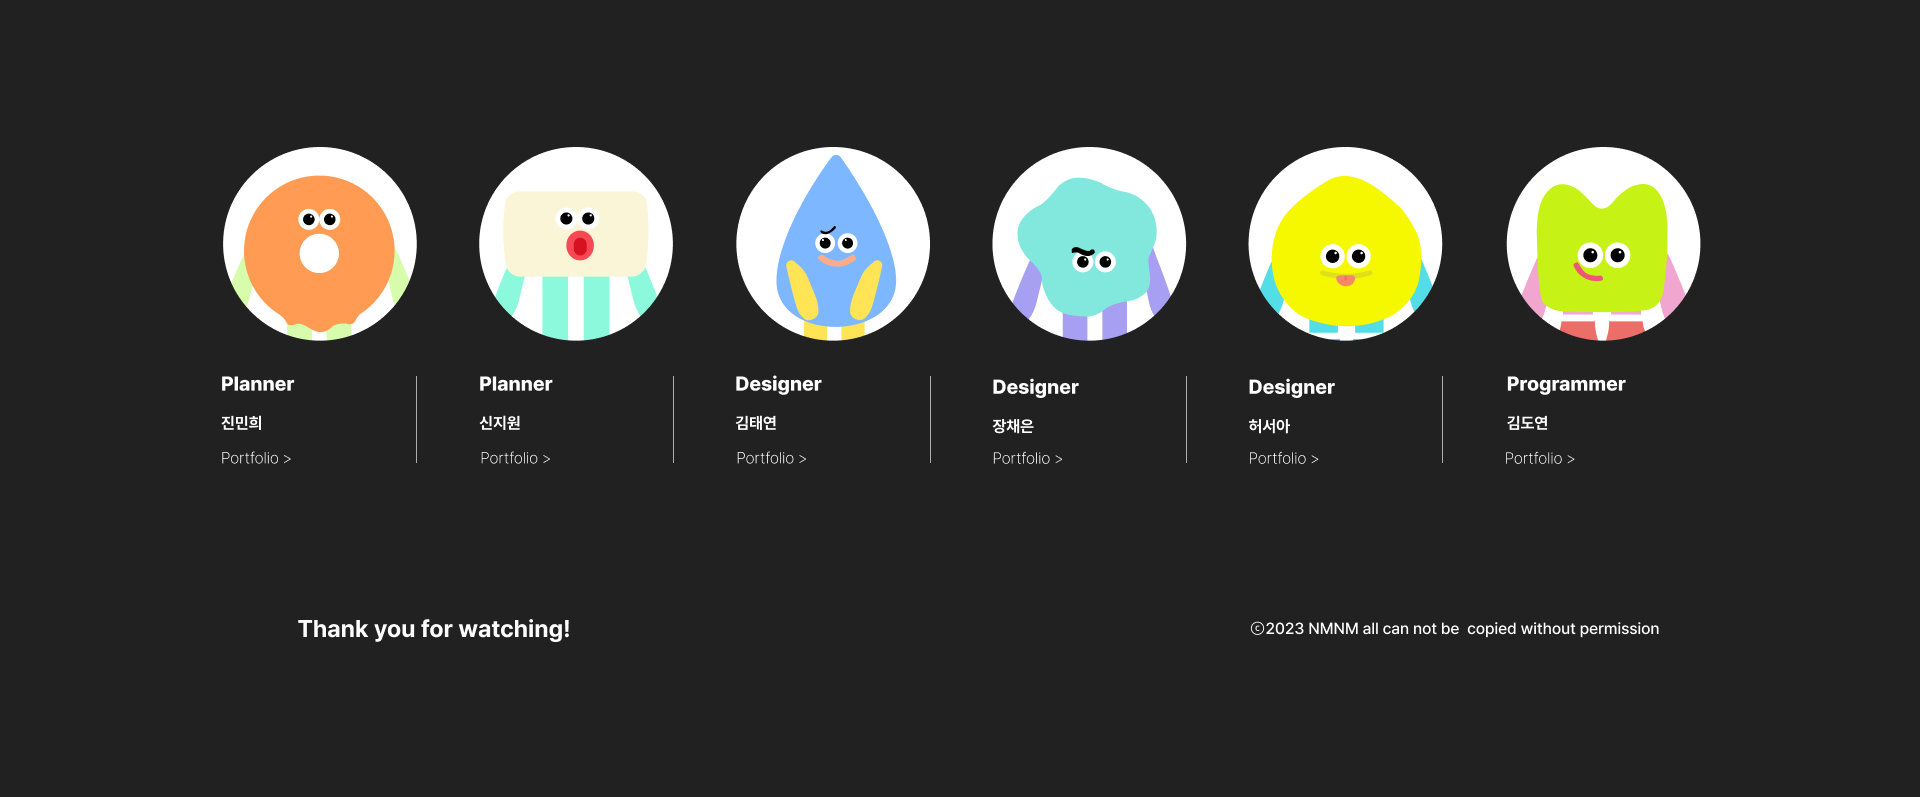 Planner
진민희
Portfolio >
Planner
신지원
Portfolio >
Designer
김태연
Portfolio >
Designer
장채은
Portfolio >
Designer
허서아
Portfolio >
Programmer
김도연
Portfolio >
Thank you for watching!
ⓒ2023 NMNM all can not be  copied without permission